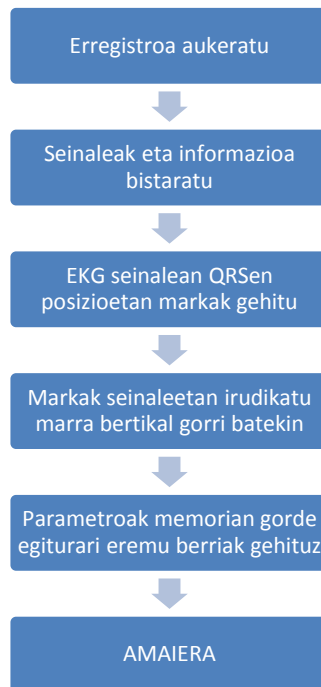 Erregistroa aukeratu
Seinaleak eta informazioa
bistaratu
EKG seinalean QRSen
posizioetan markak gehitu
Markak seinaleetan irudikatu
marra bertikal gorri batekin
Parametroak memorian gorde
egiturari eremu berriak gehituz
AMAIERA